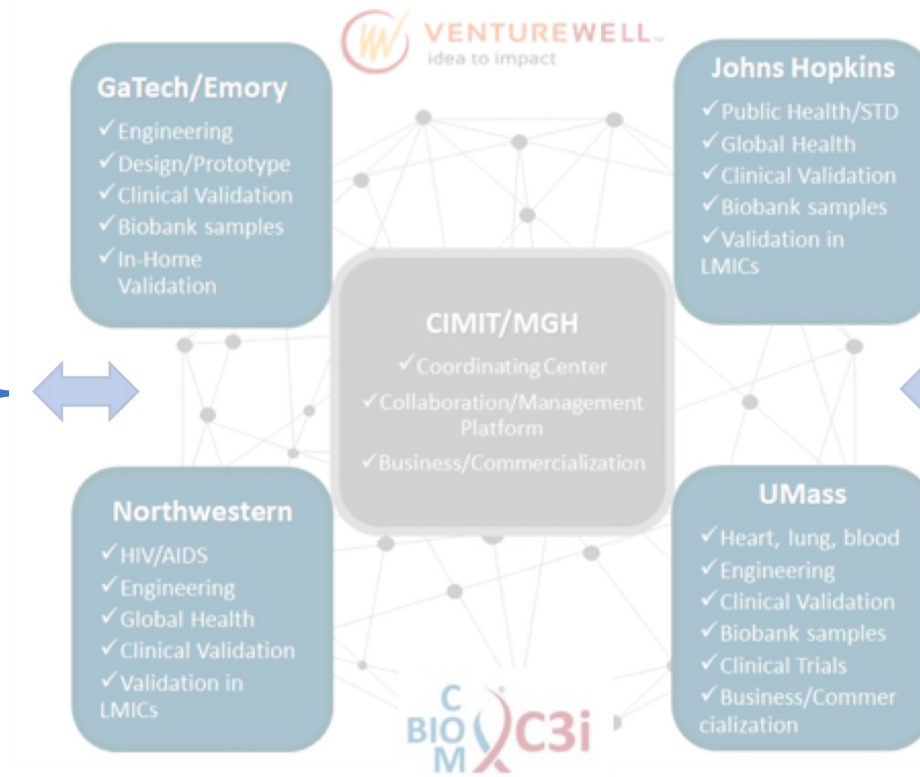 VENTUREWELL
idea to impact
GaTech/Emory
✓Engineering
✓Design/Prototype
✓Clinical Validation
✓Biobank samples
✓In-Home
Validation
Johns Hopkins
✓Public Health/STD
✓Global Health
✓Clinical Validation
✓Biobank samples
✓Validation in
LMICs
CIMIT/MGH
✓Coordinating Center
✓Collaboration/Management
Platform
✓Business/Commercialization
Northwestern
✓HIV/AIDS
✓Engineering
✓Global Health
✓Clinical Validation
✓Validation in
LMICs
UMass
✓Heart, lung, blood
✓Engineering
✓Clinical Validation
✓Biobank samples
✓Clinical Trials
✓Business/Commer
cialization
C
BIO
M
C3i